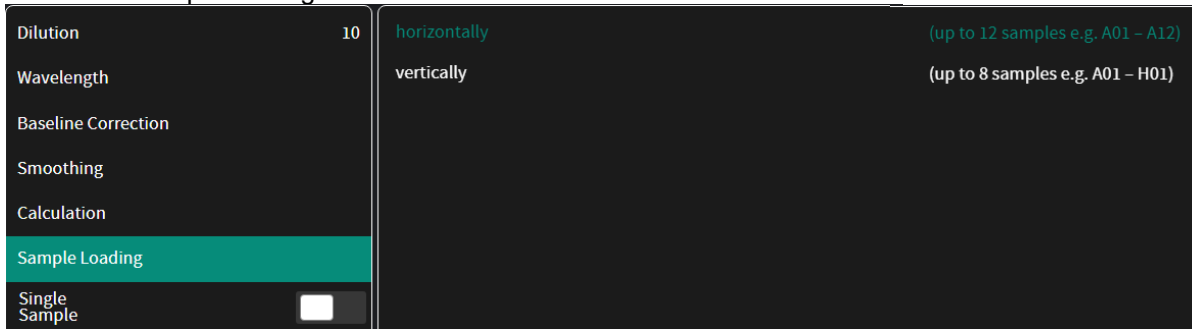 Dilution 10
Wavelength
Baseline Correction
Smoothing
Calculation
Sample Loading
Single
Sample
horizontally (up to 12 samples e.g. A01 – A12)
vertically (up to 8 samples e.g. A01 – H01)